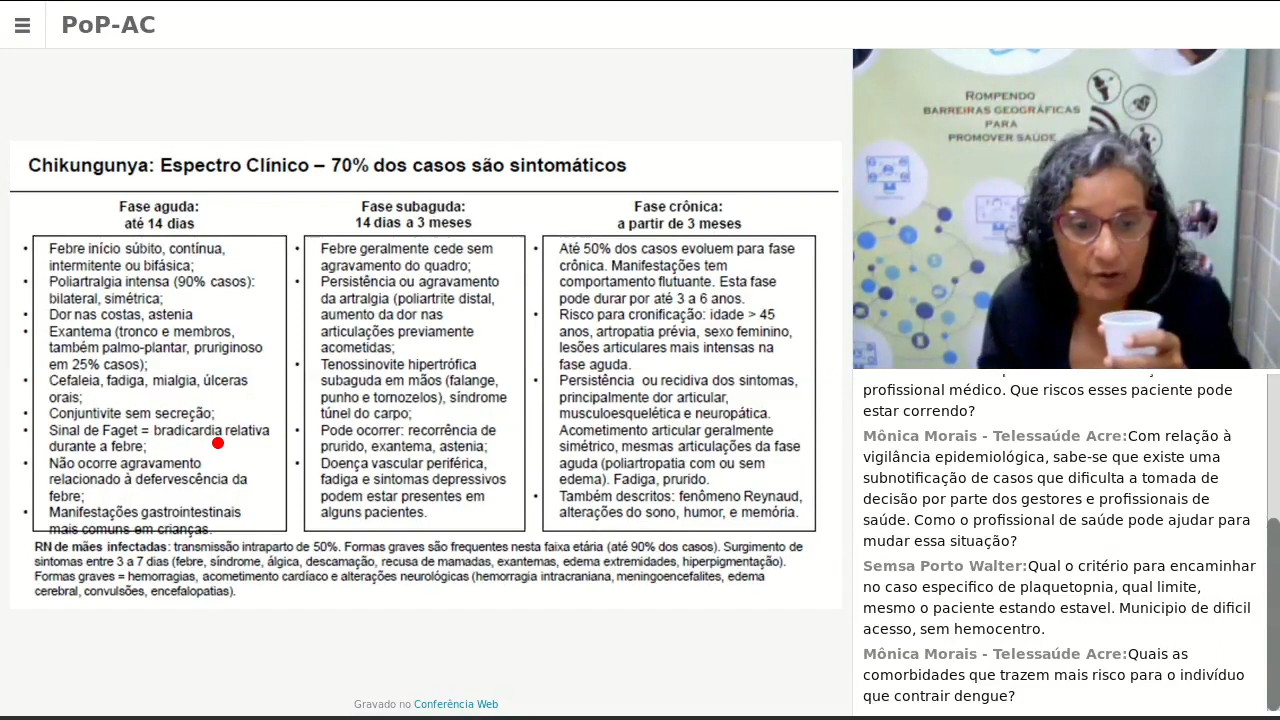 PoP-AC
Chikungunya: Espectro Clínico – 70% dos casos são sintomáticos
Fase aguda:
até 14 dias
• Febre início súbito, contínua,
intermitente ou bifásica;
• Poliartralgia intensa (90% casos):
bilateral, simétrica;
• Dor nas costas, astenia
• Exantema (tronco e membros,
também palmo-plantar, pruriginoso
em 25% casos);
• Cefaleia, fadiga, mialgia, úlceras
orais;
• Conjuntivite sem secreção;
• Sinal de Faget = bradicardia relativa
durante a febre;
• Não ocorre agravamento
relacionado à defervescência da
febre;
• Manifestações gastrointestinais
mais comuns em crianças.
Fase subaguda:
14 dias a 3 meses
• Febre geralmente cede sem
agravamento do quadro;
• Persistência ou agravamento
da artralgia (poliartrite distal,
aumento da dor nas
articulações previamente
acometidas;
• Tenossinovite hipertrófica
subaguda em mãos (falange,
punho e tornozelos), síndrome
túnel do carpo;
• Pode ocorrer: recorrência de
prurido, exantema, astenia;
• Doença vascular periférica,
fadiga e sintomas depressivos
podem estar presentes em
alguns pacientes.
Fase crônica:
a partir de 3 meses
• Até 50% dos casos evoluem para fase
crônica. Manifestações tem
comportamento flutuante. Esta fase
pode durar por até 3 a 6 anos.
• Risco para cronificação: idade > 45
anos, artropatia prévia, sexo feminino,
lesões articulares mais intensas na
fase aguda.
• Persistência ou recidiva dos sintomas,
principalmente dor articular,
musculoesquelética e neuropática.
Acometimento articular geralmente
simétrico, mesmas articulações da fase
aguda (poliartropatia com ou sem
edema). Fadiga, prurido.
• Também descritos: fenômeno Reynaud,
alterações do sono, humor, e memória.
RN de mães infectadas: transmissão intraparto de 50%. Formas graves são frequentes nesta faixa etária (até 90% dos casos). Surgimento de
sintomas entre 3 a 7 dias (febre, síndrome, álgica, descamação, recusa de mamadas, exantemas, edema extremidades, hiperpigmentação).
Formas graves = hemorragias, acometimento cardíaco e alterações neurológicas (hemorragia intracraniana, meningoencefalites, edema
cerebral, convulsões, encefalopatias).
Gravado no Conferência Web
ROMPENDO
BARREIRAS GEOGRÁFICAS
PARA
PROMOVER SAÚDE
profissional médico. Que riscos esses paciente pode
estar correndo?
Mônica Morais - Telessaúde Acre:Com relação à
vigilância epidemiológica, sabe-se que existe uma
subnotificação de casos que dificulta a tomada de
decisão por parte dos gestores e profissionais de
saúde. Como o profissional de saúde pode ajudar para
mudar essa situação?
Semsa Porto Walter:Qual o critério para encaminhar
no caso especifico de plaquetopnia, qual limite,
mesmo o paciente estando estavel. Municipio de dificil
acesso, sem hemocentro.
Mônica Morais - Telessaúde Acre:Quais as
comorbidades que trazem mais risco para o indivíduo
que contrair dengue?